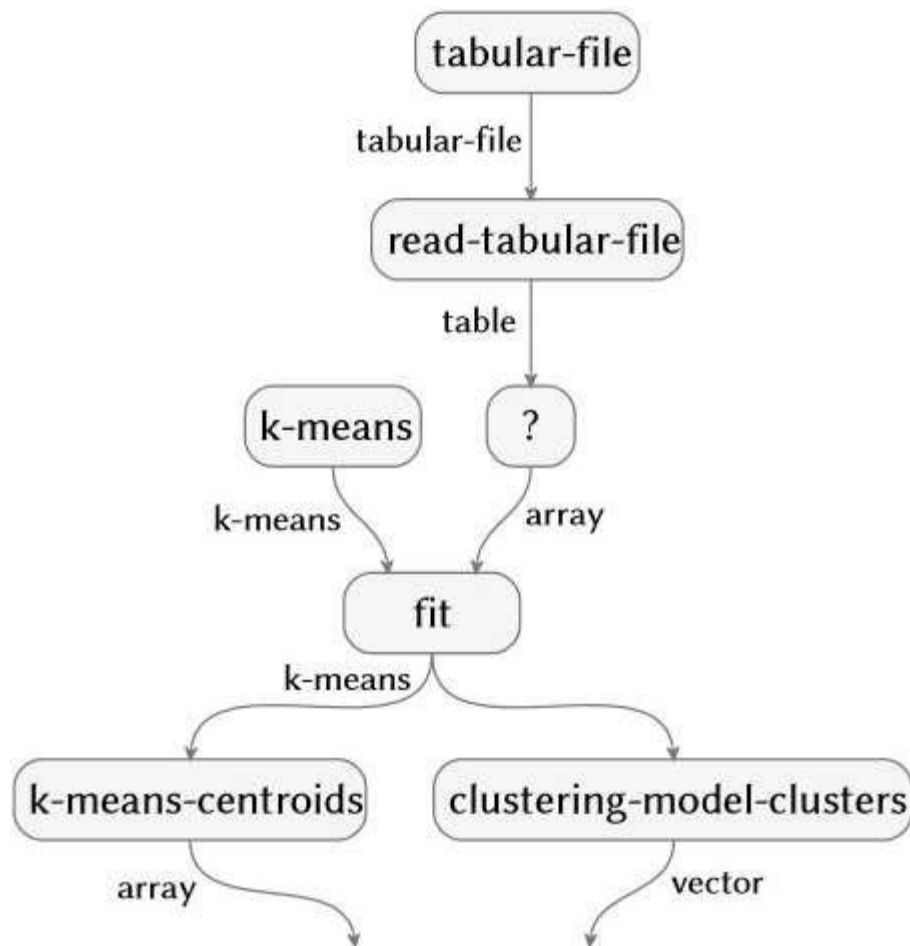 tabular-file
tabular-file
read-tabular-file
table
k-means
?
k-means
array
fit
k-means
k-means-centroids
clustering-model-clusters
array
vector